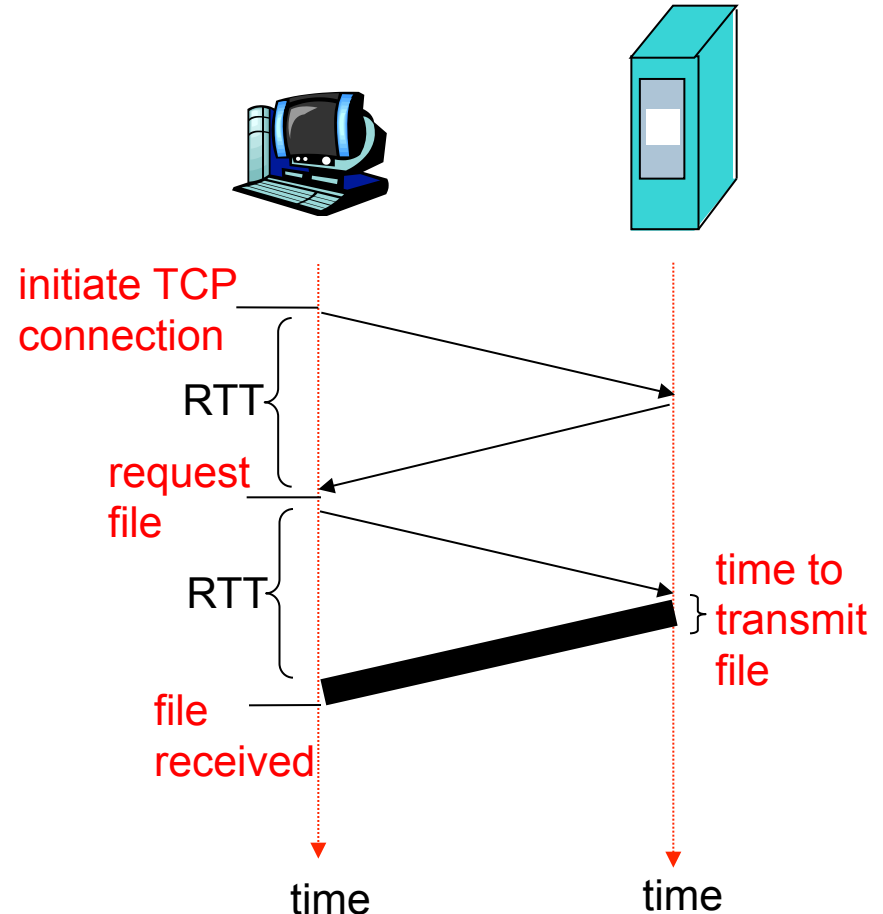 initiate TCP
connection
RTT
request
file
RTT
time to
transmit
file
file
received
time
time